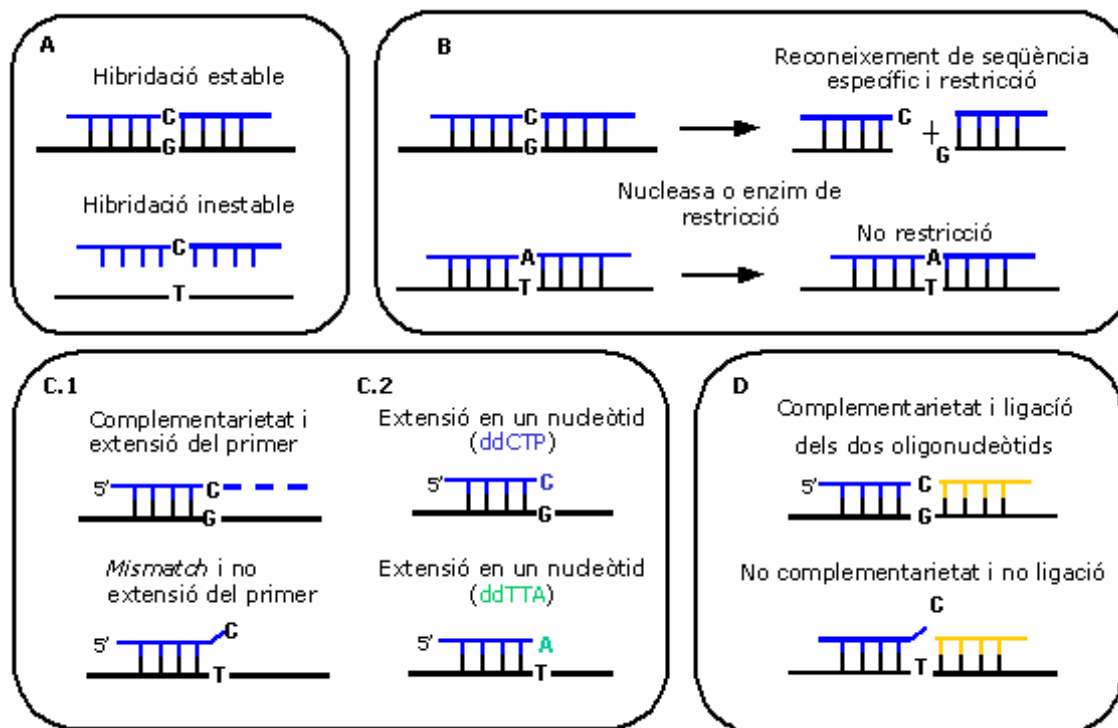 A
Hibridació estable
C
G
Hibridació inestable
C
T
B
Reconeixement de seqüència
específic i restricció
C
G
C
+
G
Nucleasa o enzim de
restricció
No restricció
A
T
A
T
C.1
Complementarietat i
extensió del primer
5’
C
G
Mismatch i no
extensió del primer
5’
C
T
C.2
Extensió en un nucleòtid
(ddCTP)
5’
C
G
Extensió en un nucleòtid
(ddTTA)
5’
A
T
D
Complementarietat i ligacíó
dels dos oligonucleòtids
5’
C
G
No complementarietat i no ligació
C
T